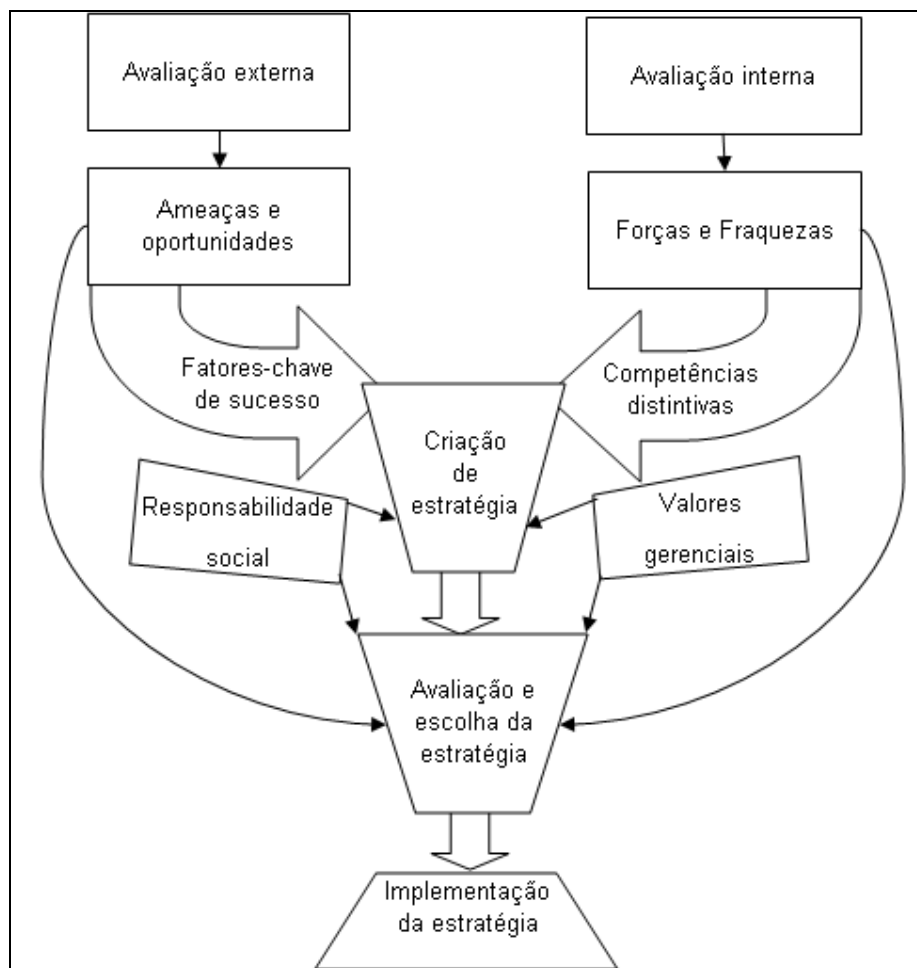 Avaliação externa
Avaliação interna
Ameaças e
oportunidades
Forças e Fraquezas
Fatores-chave
de sucesso
Competências
distintivas
Criação
de
estratégia
Responsabilidade
social
Valores
gerenciais
Avaliação e
escolha da
estratégia
Implementação
da estratégia